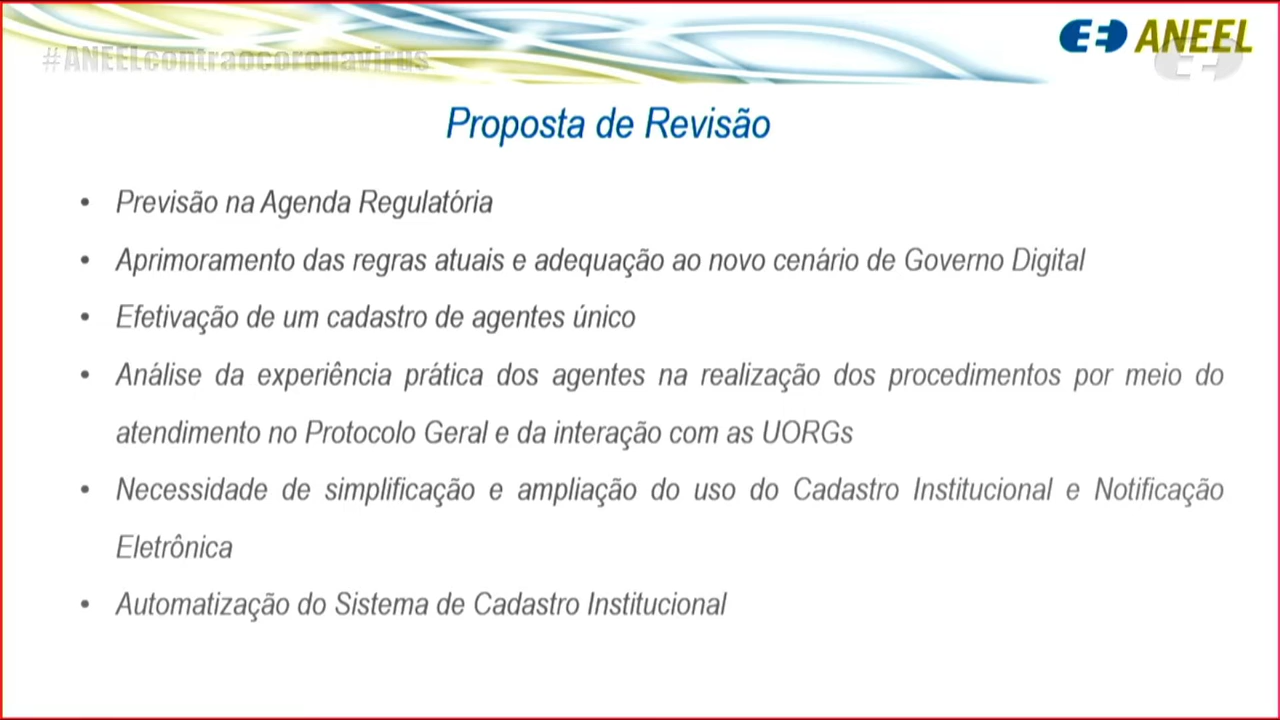 #ANEELcontraocoronavirus
ANEEL
Proposta de Revisão
• Previsão na Agenda Regulatória
• Aprimoramento das regras atuais e adequação ao novo cenário de Governo Digital
• Efetivação de um cadastro de agentes único
• Análise da experiência prática dos agentes na realização dos procedimentos por meio do
atendimento no Protocolo Geral e da interação com as UORGs
• Necessidade de simplificação e ampliação do uso do Cadastro Institucional e Notificação
Eletrônica
• Automatização do Sistema de Cadastro Institucional